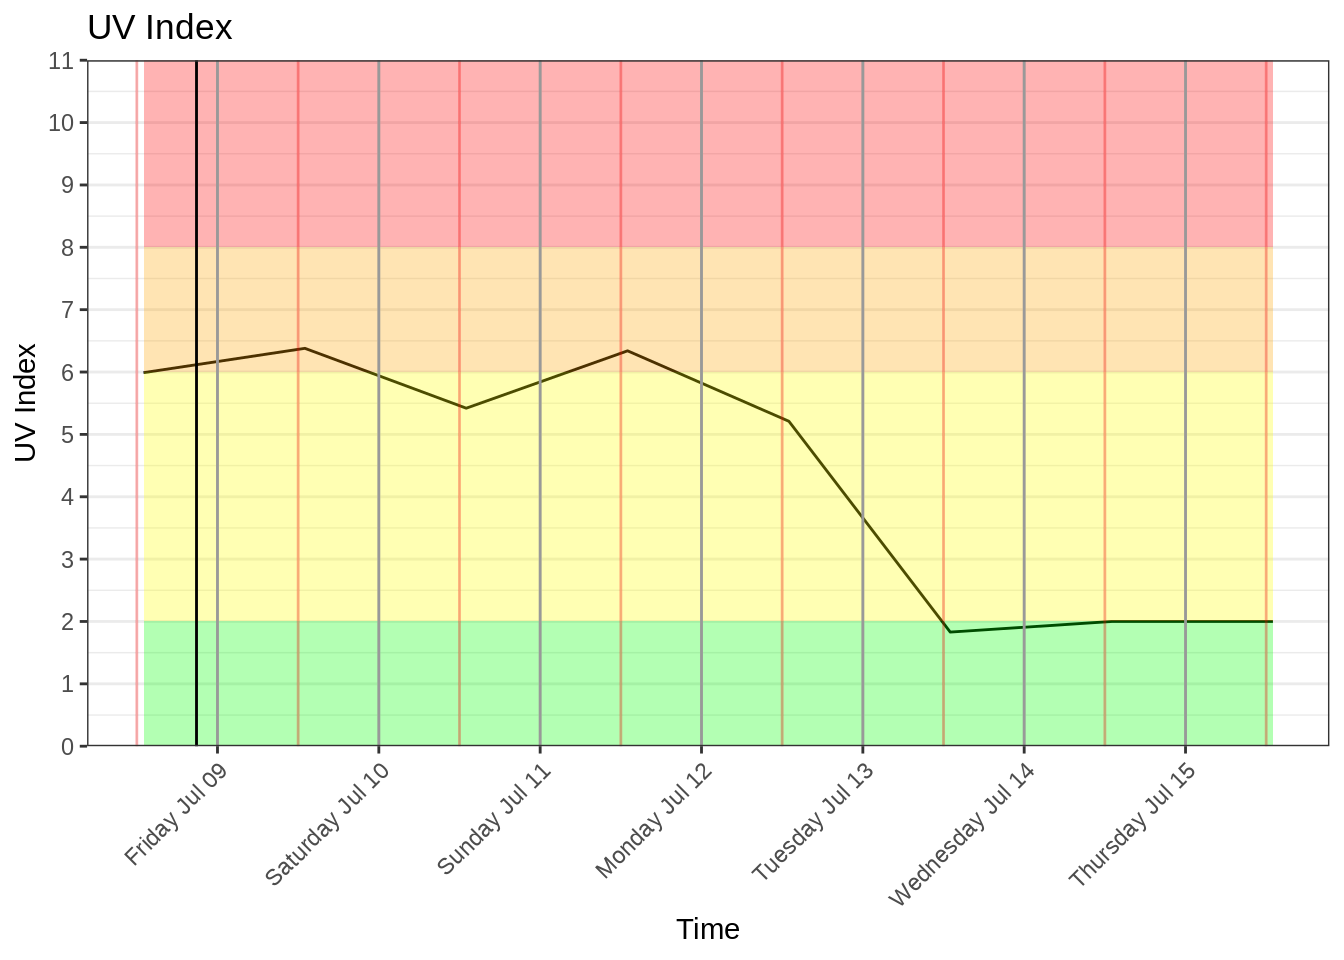 UV Index
11
10
9
8
7
6
5
4
3
2
1
0
UV Index
Friday Jul 09
Saturday Jul 10
Sunday Jul 11
Monday Jul 12
Tuesday Jul 13
Wednesday Jul 14
Thursday Jul 15
Time